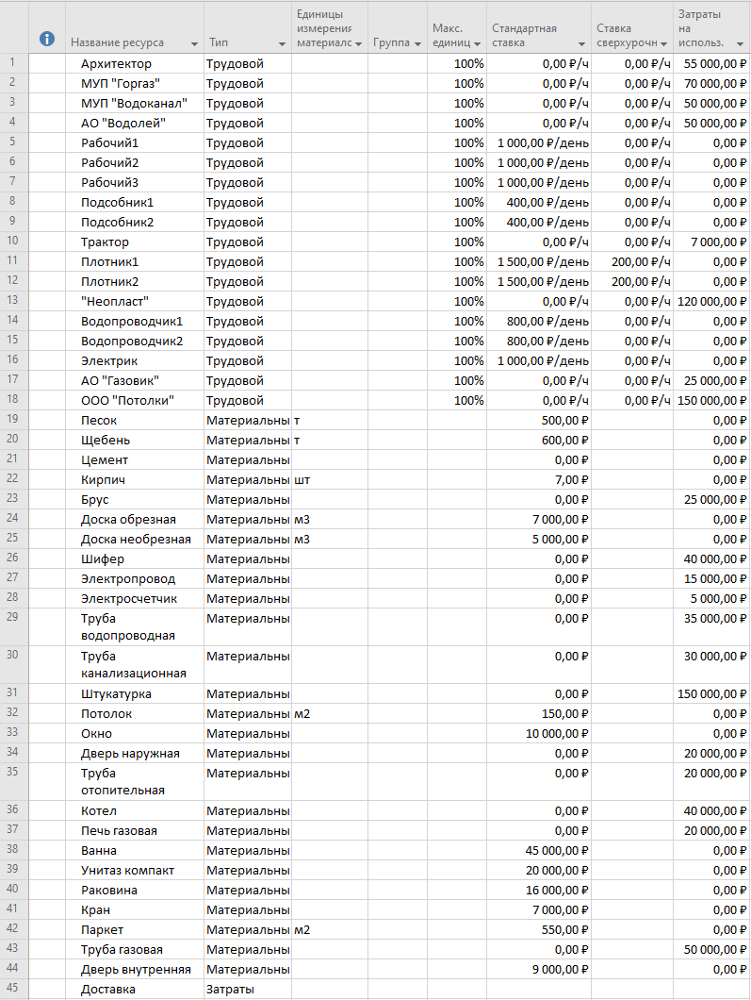 Название ресурса Тип Единицы измерения материалс Группа Макс. единиц Стандартная ставка Ставка сверхурочн Затраты на использ.
1 Архитектор Трудовой 100% 0,00 ₽/ч 0,00 ₽/ч 55 000,00 ₽
2 МУП "Горгаз" Трудовой 100% 0,00 ₽/ч 0,00 ₽/ч 70 000,00 ₽
3 МУП "Водоканал" Трудовой 100% 0,00 ₽/ч 0,00 ₽/ч 50 000,00 ₽
4 АО "Водолей" Трудовой 100% 0,00 ₽/ч 0,00 ₽/ч 50 000,00 ₽
5 Рабочий1 Трудовой 100% 1 000,00 ₽/день 0,00 ₽/ч 0,00 ₽
6 Рабочий2 Трудовой 100% 1 000,00 ₽/день 0,00 ₽/ч 0,00 ₽
7 Рабочий3 Трудовой 100% 1 000,00 ₽/день 0,00 ₽/ч 0,00 ₽
8 Подсобник1 Трудовой 100% 400,00 ₽/день 0,00 ₽/ч 0,00 ₽
9 Подсобник2 Трудовой 100% 400,00 ₽/день 0,00 ₽/ч 0,00 ₽
10 Трактор Трудовой 100% 0,00 ₽/ч 0,00 ₽/ч 7 000,00 ₽
11 Плотник1 Трудовой 100% 1 500,00 ₽/день 200,00 ₽/ч 0,00 ₽
12 Плотник2 Трудовой 100% 1 500,00 ₽/день 200,00 ₽/ч 0,00 ₽
13 "Неопласт" Трудовой 100% 0,00 ₽/ч 0,00 ₽/ч 120 000,00 ₽
14 Водопроводчик1 Трудовой 100% 800,00 ₽/день 0,00 ₽/ч 0,00 ₽
15 Водопроводчик2 Трудовой 100% 800,00 ₽/день 0,00 ₽/ч 0,00 ₽
16 Электрик Трудовой 100% 1 000,00 ₽/день 0,00 ₽/ч 0,00 ₽
17 АО "Газовик" Трудовой 100% 0,00 ₽/ч 0,00 ₽/ч 25 000,00 ₽
18 ООО "Потолки" Трудовой 100% 0,00 ₽/ч 0,00 ₽/ч 150 000,00 ₽
19 Песок Материальны т 500,00 ₽ 0,00 ₽
20 Щебень Материальны т 600,00 ₽ 0,00 ₽
21 Цемент Материальны 0,00 ₽ 0,00 ₽
22 Кирпич Материальны шт 7,00 ₽ 0,00 ₽
23 Брус Материальны 0,00 ₽ 25 000,00 ₽
24 Доска обрезная Материальны м3 7 000,00 ₽ 0,00 ₽
25 Доска необрезная Материальны м3 5 000,00 ₽ 0,00 ₽
26 Шифер Материальны 0,00 ₽ 40 000,00 ₽
27 Электропровод Материальны 0,00 ₽ 15 000,00 ₽
28 Электросчетчик Материальны 0,00 ₽ 5 000,00 ₽
29 Труба Материальны 0,00 ₽ 35 000,00 ₽
водопроводная
30 Труба Материальны 0,00 ₽ 30 000,00 ₽
канализационная
31 Штукатурка Материальны 0,00 ₽ 150 000,00 ₽
32 Потолок Материальны м2 150,00 ₽ 0,00 ₽
33 Окно Материальны 10 000,00 ₽ 0,00 ₽
34 Дверь наружная Материальны 0,00 ₽ 20 000,00 ₽
35 Труба Материальны 0,00 ₽ 20 000,00 ₽
отопительная
36 Котел Материальны 0,00 ₽ 40 000,00 ₽
37 Печь газовая Материальны 0,00 ₽ 20 000,00 ₽
38 Ванна Материальны 45 000,00 ₽ 0,00 ₽
39 Унитаз компакт Материальны 20 000,00 ₽ 0,00 ₽
40 Раковина Материальны 16 000,00 ₽ 0,00 ₽
41 Кран Материальны 7 000,00 ₽ 0,00 ₽
42 Паркет Материальны м2 550,00 ₽ 0,00 ₽
43 Труба газовая Материальны 0,00 ₽ 50 000,00 ₽
44 Дверь внутренняя Материальны 9 000,00 ₽ 0,00 ₽
45 Доставка Затраты